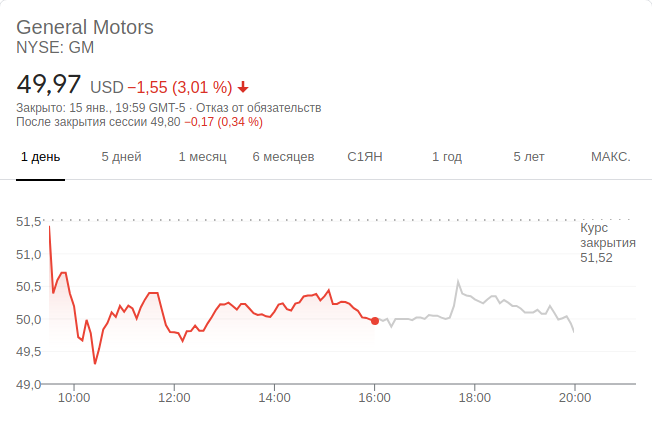 General Motors
NYSE: GM
49,97 USD −1,55 (3,01 %)
Закрыто: 15 янв., 19:59 GMT-5 · Отказ от обязательств
После закрытия сессии 49,80 −0,17 (0,34 %)
1 день 5 дней 1 месяц 6 месяцев С1ЯН 1 год 5 лет МАКС.
51,5
Курс
закрытия
51,52
51,0
50,5
50,0
49,5
49,0
10:00 12:00 14:00 16:00 18:00 20:00